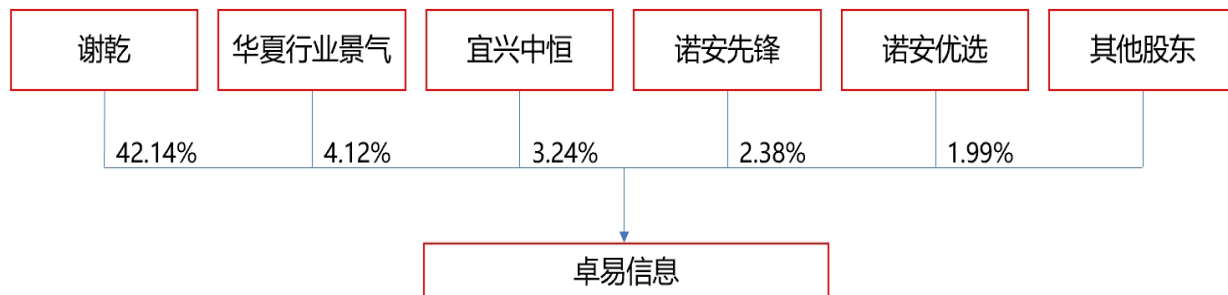 谢乾 华夏行业景气 宜兴中恒 诺安先锋 诺安优选 其他股东
42.14% 4.12% 3.24% 2.38% 1.99%
卓易信息